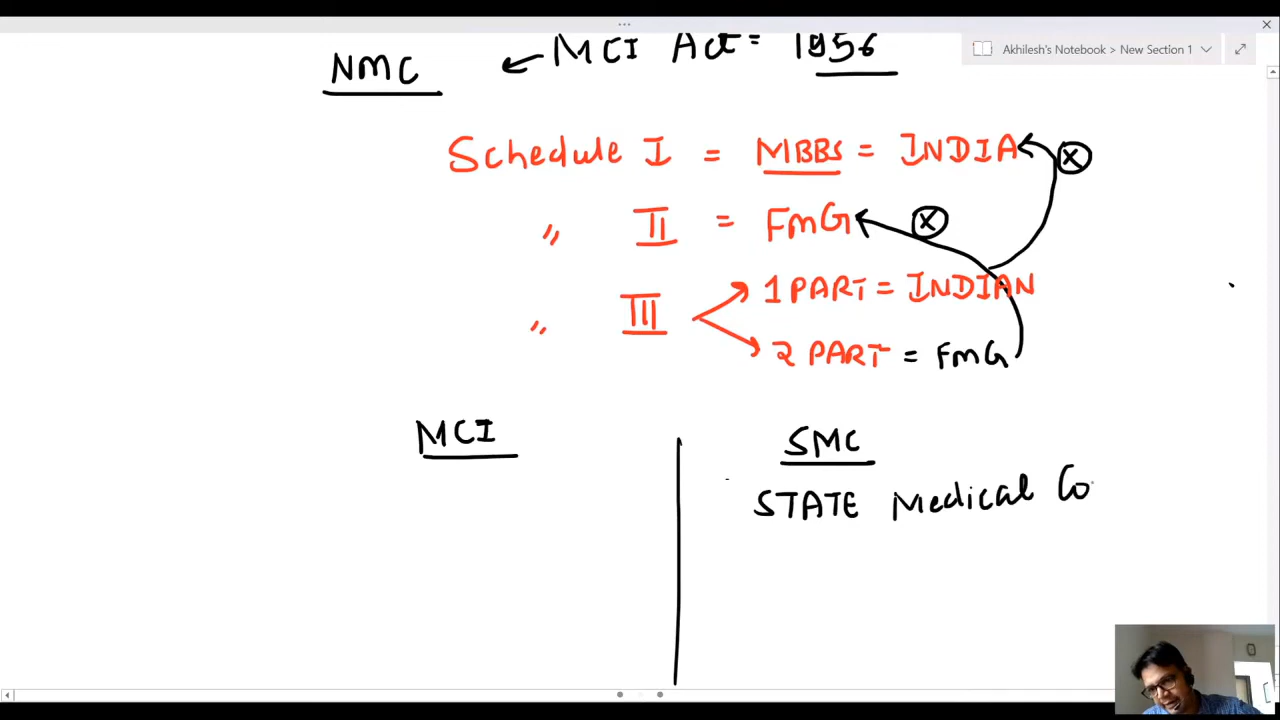 MCI Act = 1956
Akhilesh's Notebook > New Section 1
NMC
Schedule I = MBBS = INDIA
" II = FmG
" III
1 PART = INDIAN
2 PART = FmG
MCI
SMC
STATE Medical Co